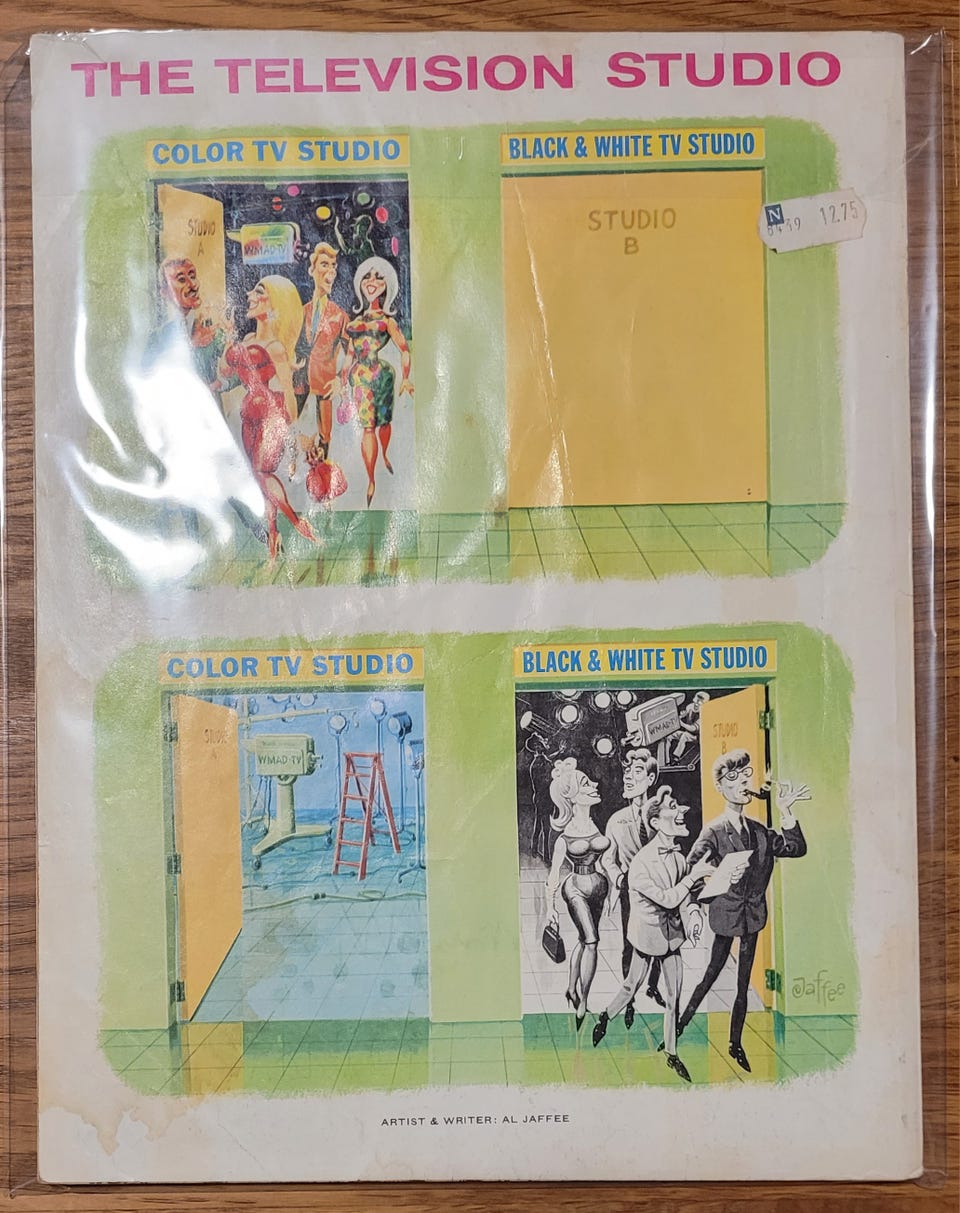 THE TELEVISION STUDIO
COLOR TV STUDIO
BLACK & WHITE TV STUDIO
STUDIO
A
WMAD-TV
STUDIO
B
N
12.75
COLOR TV STUDIO
BLACK & WHITE TV STUDIO
STUDIO
A
WMAD-TV
WMAD-TV
STUDIO
B
Jaffee
ARTIST & WRITER: AL JAFFEE